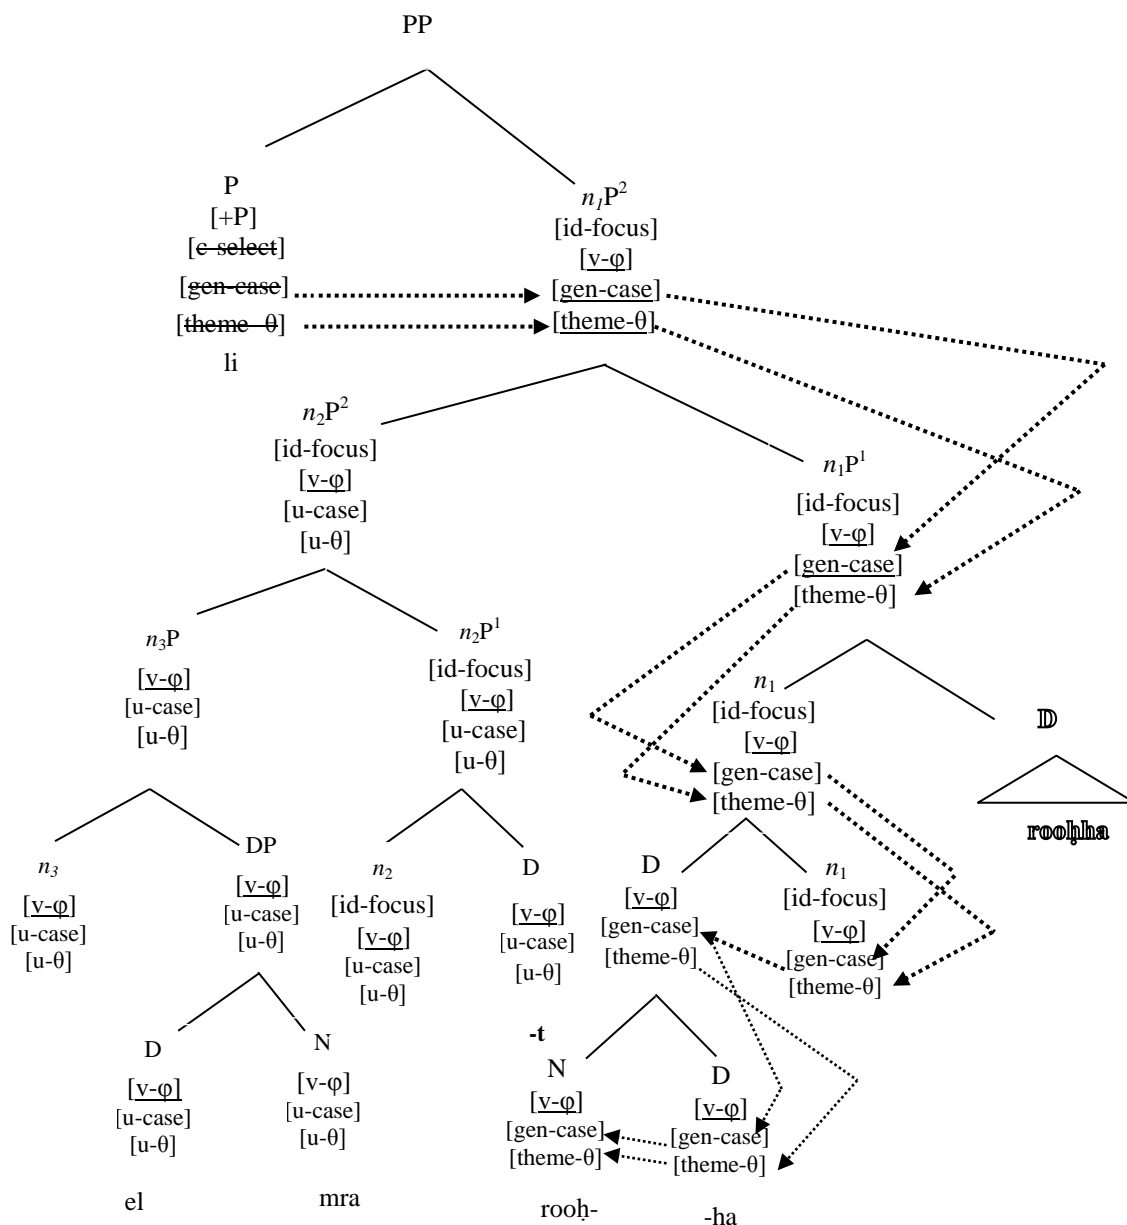 PP
P
[+P]
[c-select]
[gen-case]
[theme- θ]
li
n₁P²
[id-focus]
[v-φ]
[gen-case]
[theme-θ]
n₂P²
[id-focus]
[v-φ]
[u-case]
[u-θ]
n₁P¹
[id-focus]
[v-φ]
[gen-case]
[theme-θ]
n₃P
[v-φ]
[u-case]
[u-θ]
n₂P¹
[id-focus]
[v-φ]
[u-case]
[u-θ]
n₁
[id-focus]
[v-φ]
[gen-case]
[theme-θ]
D
rooḥha
n₃
[v-φ]
[u-case]
[u-θ]
DP
[v-φ]
[u-case]
[u-θ]
n₂
[id-focus]
[v-φ]
[u-case]
[u-θ]
D
[v-φ]
[u-case]
[u-θ]
-t
D
[v-φ]
[gen-case]
[theme-θ]
n₁
[id-focus]
[v-φ]
[gen-case]
[theme-θ]
D
[v-φ]
[u-case]
[u-θ]
el
N
[v-φ]
[u-case]
[u-θ]
mra
N
[v-φ]
[gen-case]
[theme-θ]
rooḥ-
D
[v-φ]
[gen-case]
[theme-θ]
-ha